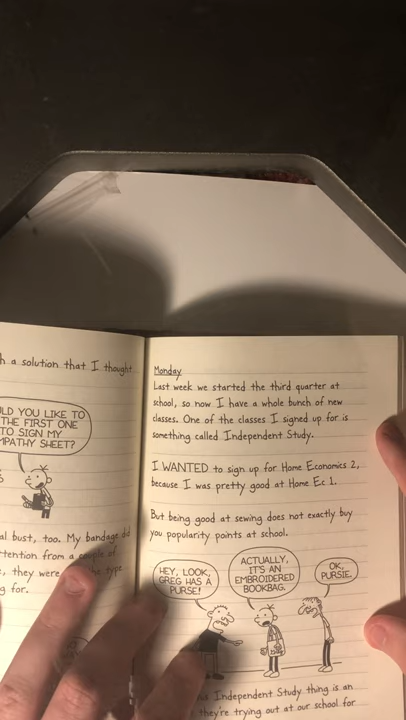 h a solution that I thought
LD YOU LIKE TO
THE FIRST ONE
TO SIGN MY
MPATHY SHEET?
al bust, too. My bandage did
ttention from a couple of
, they were the type
g for.
Monday
Last week we started the third quarter at
school, so now I have a whole bunch of new
classes. One of the classes I signed up for is
something called Independent Study.
I WANTED to sign up for Home Economics 2,
because I was pretty good at Home Ec 1.
But being good at sewing does not exactly buy
you popularity points at school.
HEY, LOOK,
GREG HAS A
PURSE!
ACTUALLY,
IT'S AN
EMBROIDERED
BOOKBAG.
OK,
PURSIE.
Independent Study thing is an
they're trying out at our school for